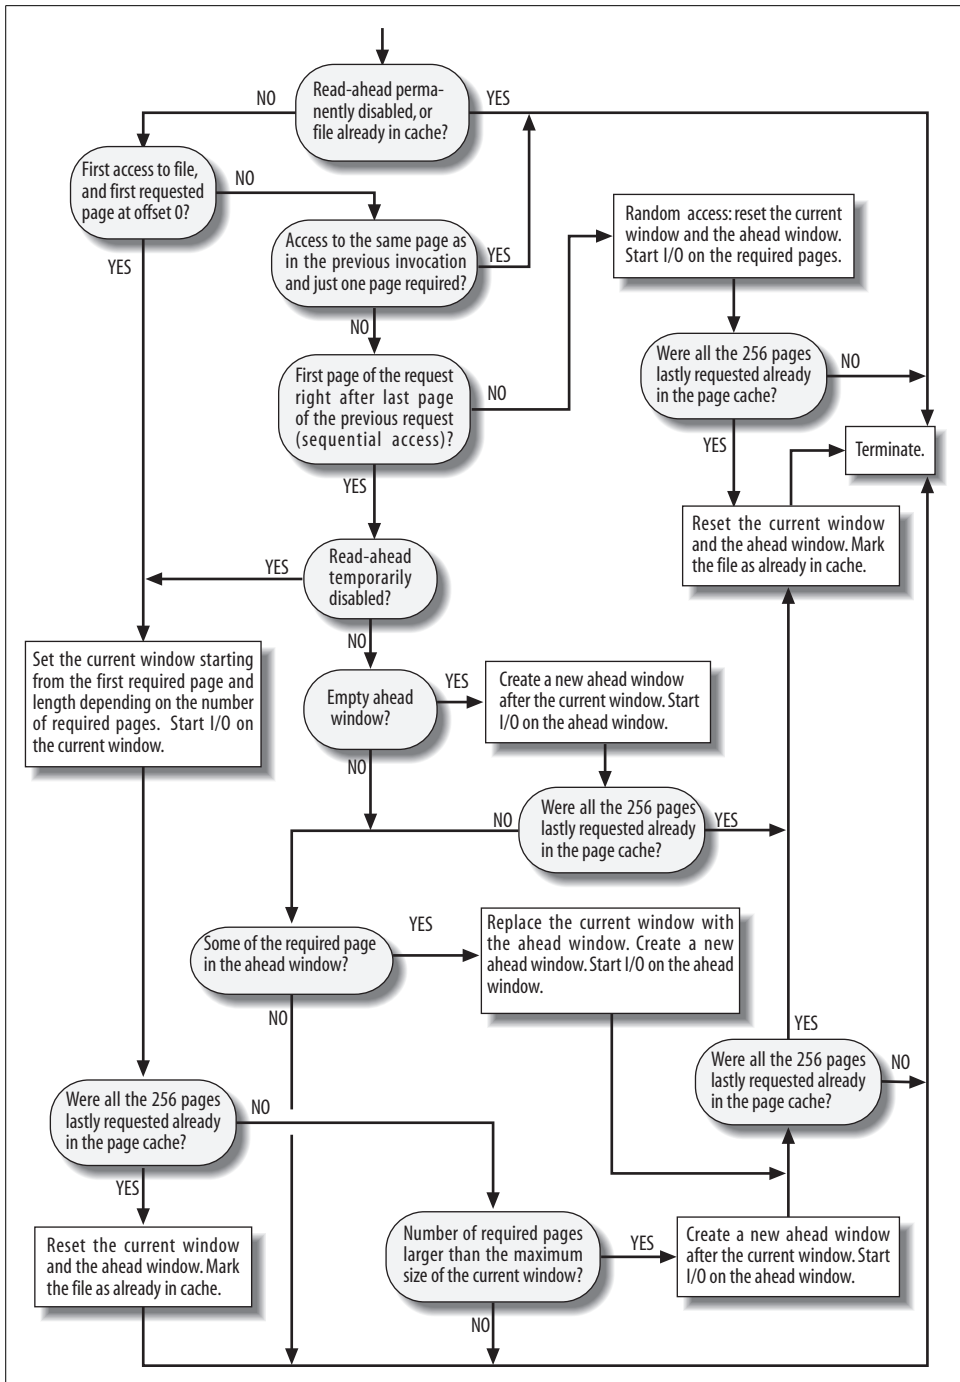 Read-ahead perma-
nently disabled, or
file already in cache?
NO
YES
First access to file,
and first requested
page at offset 0?
NO
YES
Access to the same page as
in the previous invocation
and just one page required?
YES
NO
Random access: reset the current
window and the ahead window.
Start I/O on the required pages.
First page of the request
right after last page
of the previous request
(sequential access)?
NO
YES
Were all the 256 pages
lastly requested already
in the page cache?
NO
YES
Terminate.
Reset the current window
and the ahead window. Mark
the file as already in cache.
Read-ahead
temporarily
disabled?
YES
NO
Set the current window starting
from the first required page and
length depending on the number
of required pages. Start I/O on
the current window.
Empty ahead
window?
YES
NO
Create a new ahead window
after the current window. Start
I/O on the ahead window.
Were all the 256 pages
lastly requested already
in the page cache?
NO
YES
Some of the required page
in the ahead window?
YES
NO
Replace the current window with
the ahead window. Create a new
ahead window. Start I/O on the ahead
window.
YES
Were all the 256 pages
lastly requested already
in the page cache?
NO
Were all the 256 pages
lastly requested already
in the page cache?
NO
YES
Reset the current window
and the ahead window. Mark
the file as already in cache.
Number of required pages
larger than the maximum
size of the current window?
YES
NO
Create a new ahead window
after the current window. Start
I/O on the ahead window.